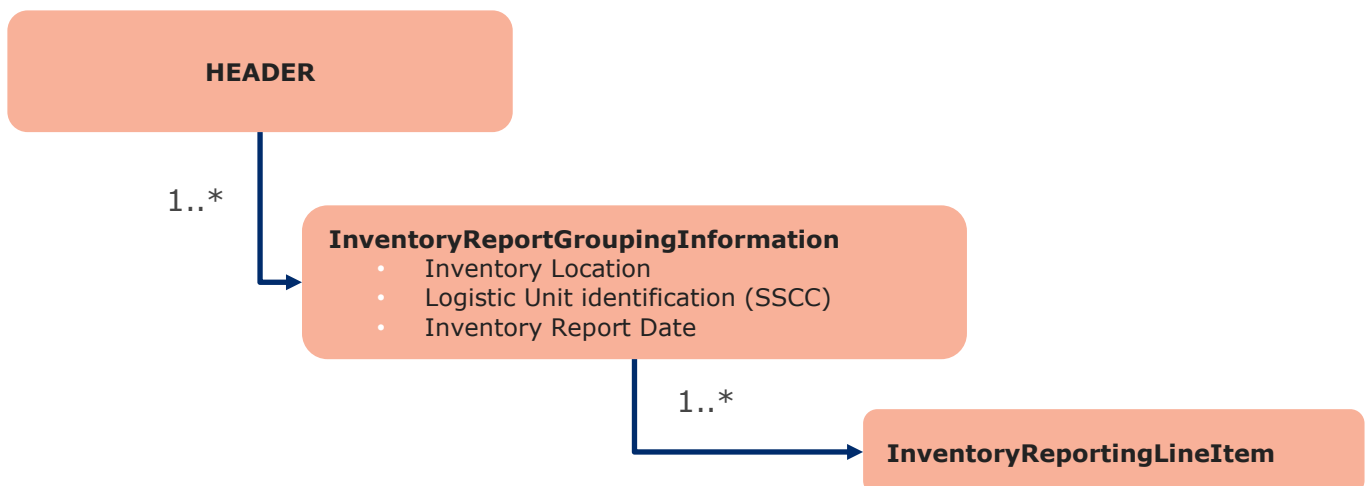 HEADER
1..*
InventoryReportGroupingInformation
• Inventory Location
• Logistic Unit identification (SSCC)
• Inventory Report Date
1..*
InventoryReportingLineItem